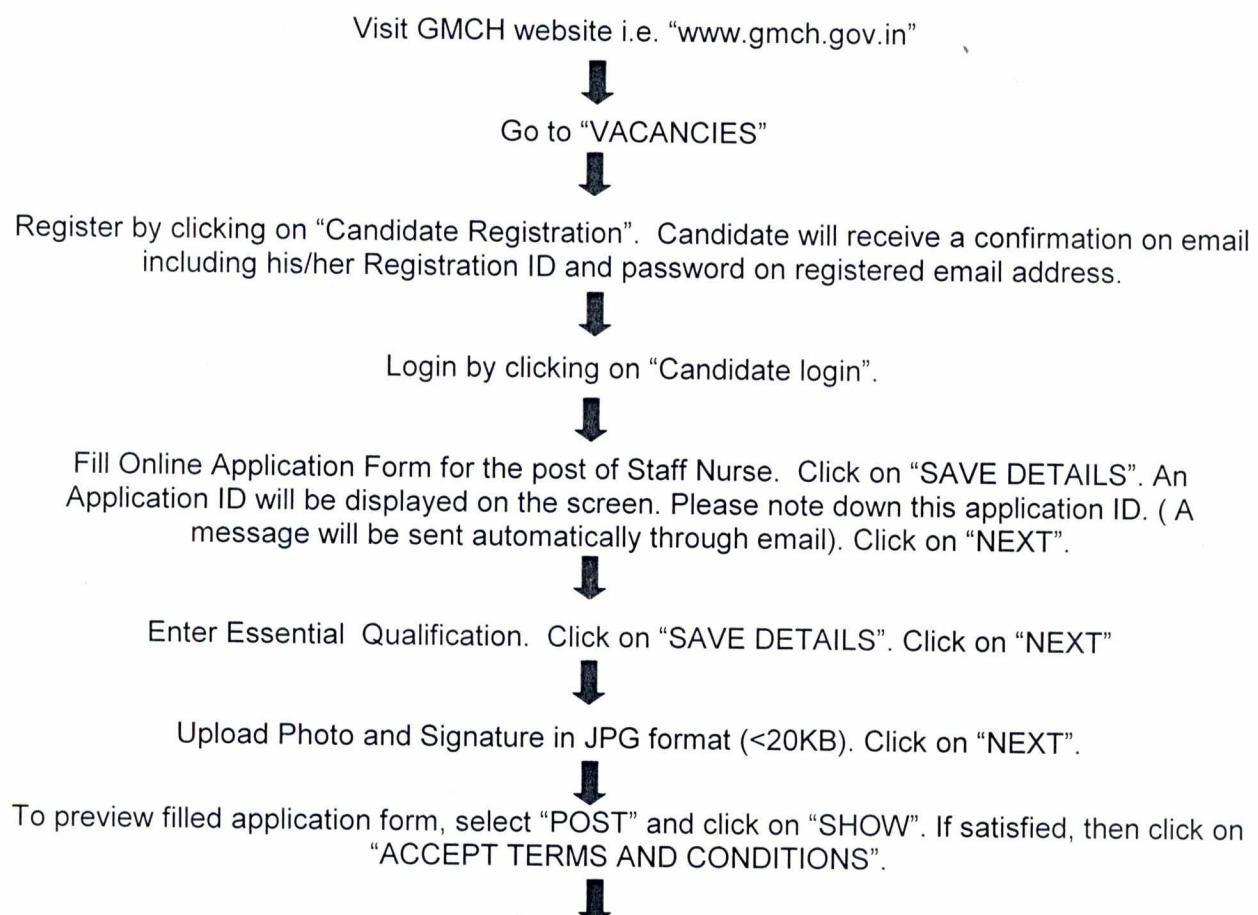 Visit GMCH website i.e. “www.gmch.gov.in”
Go to “VACANCIES”
Register by clicking on “Candidate Registration”.  Candidate will receive a confirmation on email
including his/her Registration ID and password on registered email address.
Login by clicking on “Candidate login”.
Fill Online Application Form for the post of Staff Nurse.  Click on “SAVE DETAILS”. An
Application ID will be displayed on the screen. Please note down this application ID. ( A
message will be sent automatically through email). Click on “NEXT”.
Enter Essential  Qualification.  Click on “SAVE DETAILS”. Click on “NEXT”
Upload Photo and Signature in JPG format (<20KB). Click on “NEXT”.
To preview filled application form, select “POST” and click on “SHOW”. If satisfied, then click on
“ACCEPT TERMS AND CONDITIONS”.